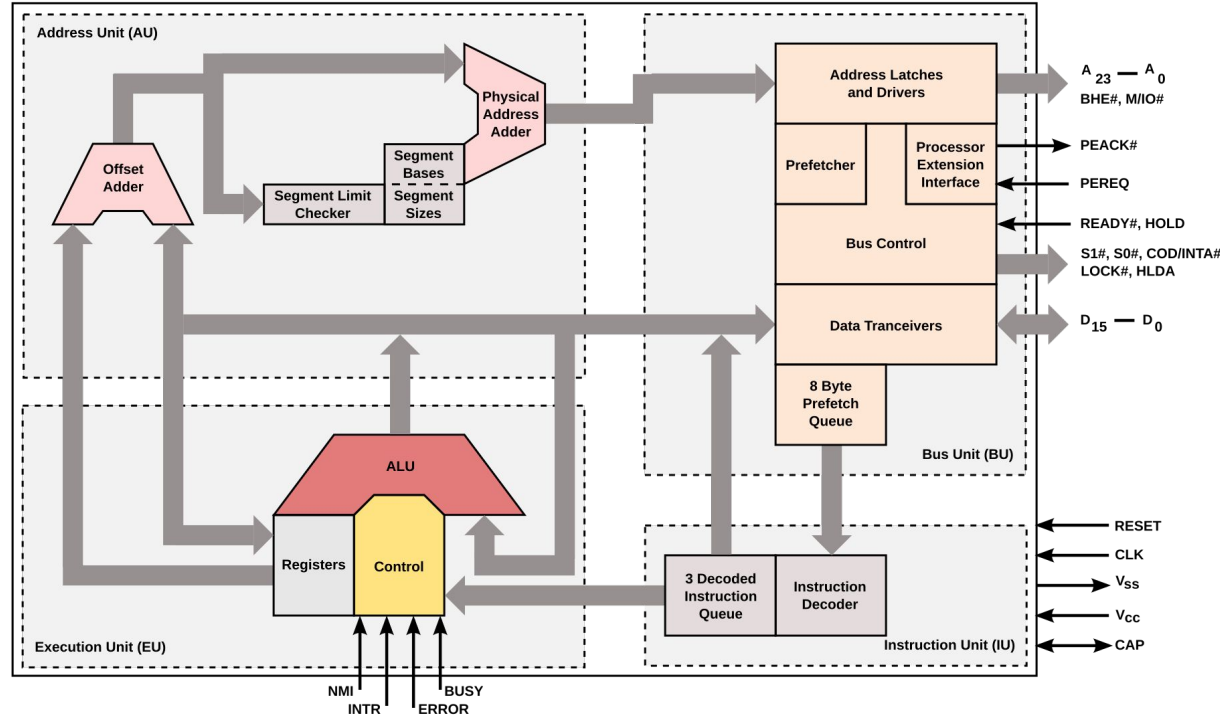 Address Unit (AU)
Physical
Address
Adder
Offset
Adder
Segment
Bases
Segment Limit
Checker
Segment
Sizes
Address Latches
and Drivers
Prefetcher
Processor
Extension
Interface
Bus Control
Data Tranceivers
8 Byte
Prefetch
Queue
Bus Unit (BU)
A23 — A0
BHE#, M/IO#
PEACK#
PEREQ
READY#, HOLD
S1#, S0#, COD/INTA#
LOCK#, HLDA
D15 — D0
ALU
Registers
Control
Execution Unit (EU)
3 Decoded
Instruction
Queue
Instruction
Decoder
Instruction Unit (IU)
RESET
CLK
VSS
Vcc
CAP
NMI
INTR
BUSY
ERROR